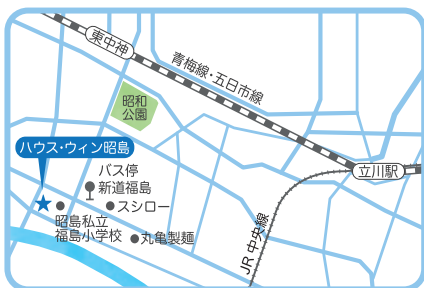 東中神
青梅線・五日市線
昭和
公園
ハウス・ウィン昭島
バス停
新道福島
立川駅
スシロー
昭島私立
福島小学校
丸亀製麺
JR中央線